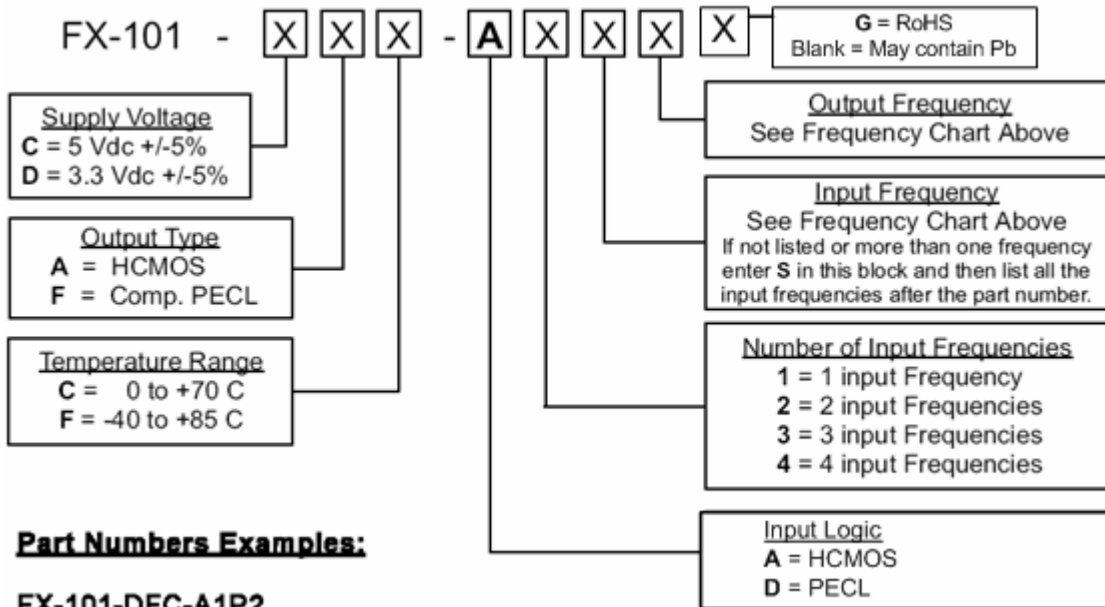 FX-101 - X X X - A X X X X
G = RoHS
Blank = May contain Pb
Supply Voltage
C = 5 Vdc +/-5%
D = 3.3 Vdc +/-5%
Output Type
A = HCMOS
F = Comp. PECL
Temperature Range
C = 0 to +70 C
F = -40 to +85 C
Output Frequency
See Frequency Chart Above
Input Frequency
See Frequency Chart Above
If not listed or more than one frequency
enter S in this block and then list all the
input frequencies after the part number.
Number of Input Frequencies
1 = 1 input Frequency
2 = 2 input Frequencies
3 = 3 input Frequencies
4 = 4 input Frequencies
Input Logic
A = HCMOS
D = PECL
Part Numbers Examples:
FX-101-DFC-A1P2